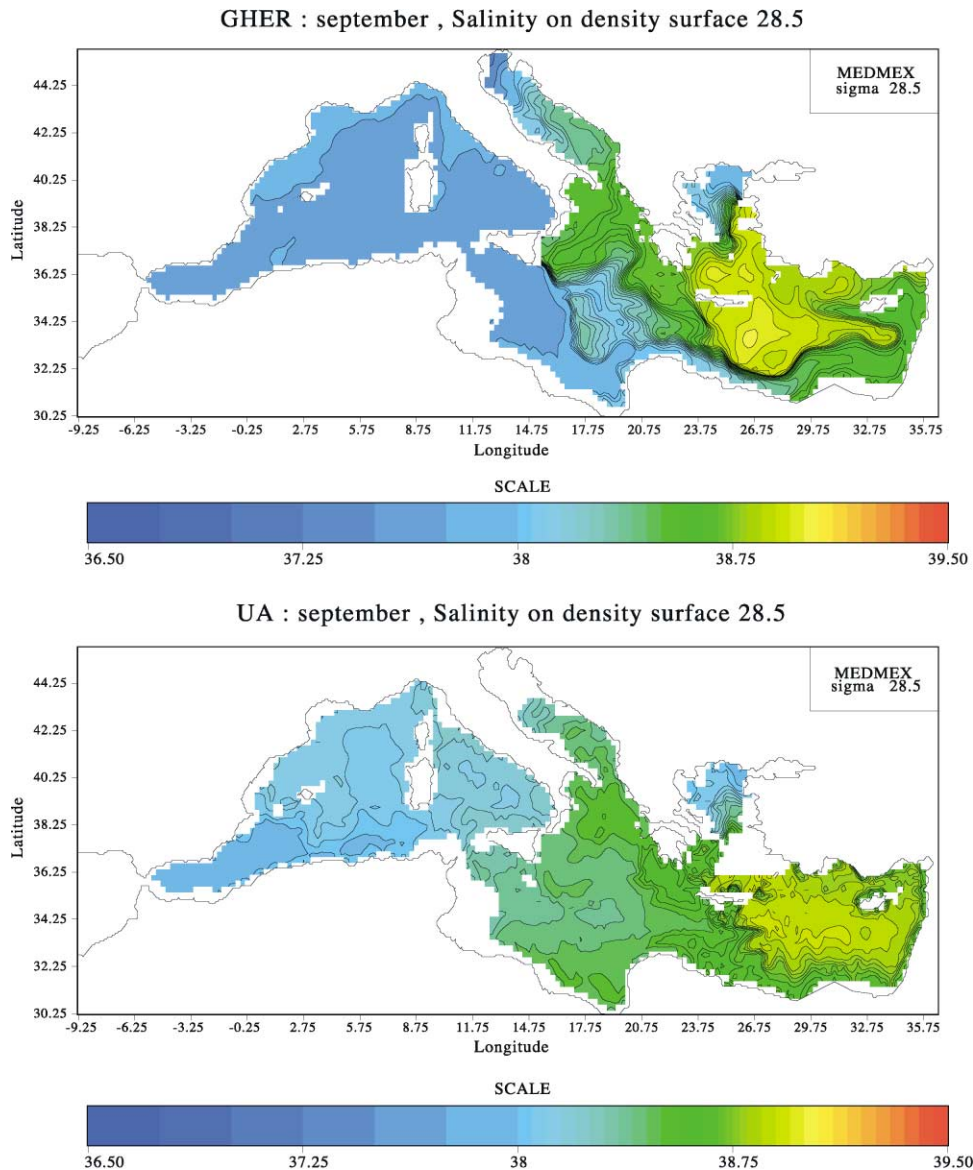 GHER : september , Salinity on density surface 28.5
MEDMEX
sigma 28.5
44.25
42.25
40.25
38.25
36.25
34.25
32.25
30.25
Latitude
-9.25 -6.25 -3.25 -0.25 2.75 5.75 8.75 11.75 14.75 17.75 20.75 23.75 26.75 29.75 32.75 35.75
Longitude
SCALE
36.50 37.25 38 38.75 39.50
UA : september , Salinity on density surface 28.5
MEDMEX
sigma 28.5
44.25
42.25
40.25
38.25
36.25
34.25
32.25
30.25
Latitude
-9.25 -6.25 -3.25 -0.25 2.75 5.75 8.75 11.75 14.75 17.75 20.75 23.75 26.75 29.75 32.75 35.75
Longitude
SCALE
36.50 37.25 38 38.75 39.50